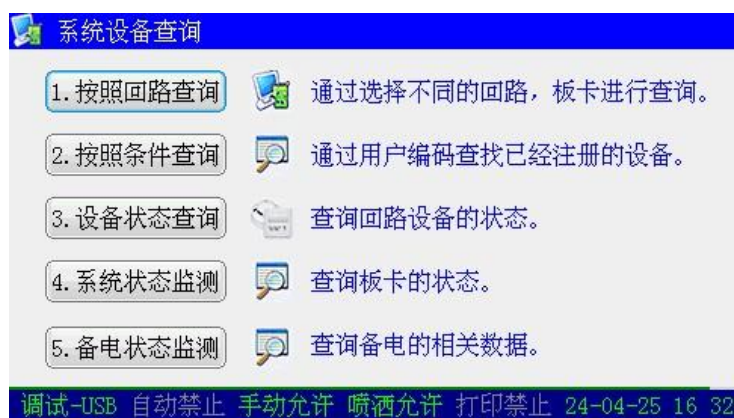 系统设备查询
1.按照回路查询 通过选择不同的回路，板卡进行查询。
2.按照条件查询 通过用户编码查找已经注册的设备。
3.设备状态查询 查询回路设备的状态。
4.系统状态监测 查询板卡的状态。
5.备电状态监测 查询备电的相关数据。
调试-USB 自动禁止 手动允许 喷洒允许 打印禁止 24-04-25 16 32